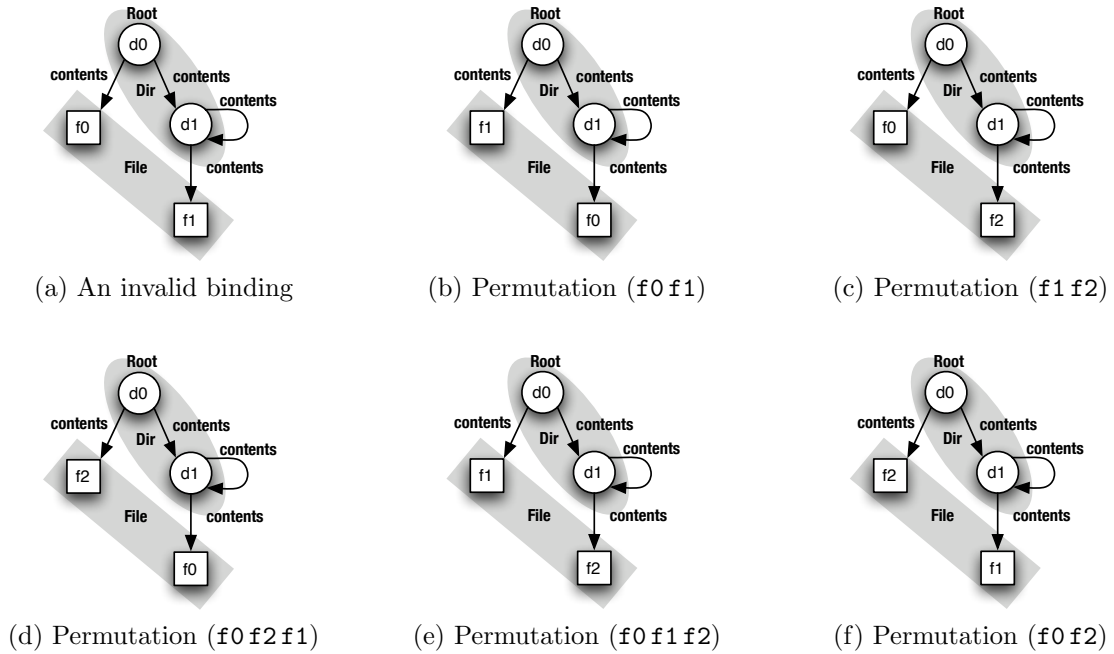 Root
d0
contents
contents
Dir
contents
f0
d1
File
contents
f1
(a) An invalid binding
Root
d0
contents
contents
Dir
contents
f1
d1
File
contents
f0
(b) Permutation (f0 f1)
Root
d0
contents
contents
Dir
contents
f0
d1
File
contents
f2
(c) Permutation (f1 f2)
Root
d0
contents
contents
Dir
contents
f2
d1
File
contents
f0
(d) Permutation (f0 f2 f1)
Root
d0
contents
contents
Dir
contents
f1
d1
File
contents
f2
(e) Permutation (f0 f1 f2)
Root
d0
contents
contents
Dir
contents
f2
d1
File
contents
f1
(f) Permutation (f0 f2)